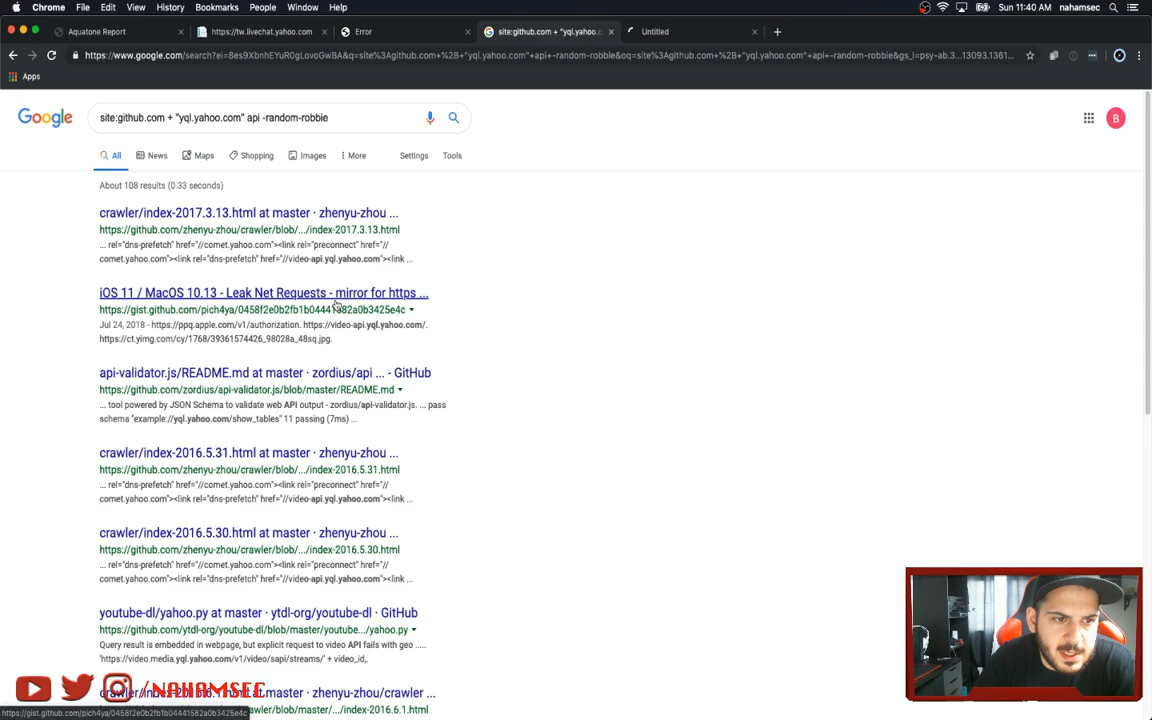 Chrome File Edit View History Bookmarks People Window Help Sun 11:40 AM nahamsec
Aquatone Report × https://tw.livechat.yahoo.com × Error × site:github.com + "yql.yahoo.c × Untitled × +
https://www.google.com/search?ei=8es9XbnhEYuR0gLovoGwBA&q=site%3Agithub.com+%2B+"yql.yahoo.com"+api+-random-robbie&oq=site%3Agithub.com+%2B+"yql.yahoo.com"+api+-random-robbie&gs_l=psy-ab.3...13093.1361...
Apps
Google site:github.com + "yql.yahoo.com" api -random-robbie B
All News Maps Shopping Images More Settings Tools
About 108 results (0.33 seconds)
crawler/index-2017.3.13.html at master · zhenyu-zhou ...
https://github.com/zhenyu-zhou/crawler/blob/.../index-2017.3.13.html
... rel="dns-prefetch" href="//comet.yahoo.com"><link rel="preconnect" href="//
comet.yahoo.com"><link rel="dns-prefetch" href="//video-api.yql.yahoo.com"><link ...
iOS 11 / MacOS 10.13 - Leak Net Requests - mirror for https ...
https://gist.github.com/pich4ya/0458f2e0b2fb1b04441582a0b3425e4c
Jul 24, 2018 - https://ppq.apple.com/v1/authorization. https://video-api.yql.yahoo.com/.
https://ct.yimg.com/cy/1768/39361574426_98028a_48sq.jpg.
api-validator.js/README.md at master · zordius/api ... - GitHub
https://github.com/zordius/api-validator.js/blob/master/README.md
... tool powered by JSON Schema to validate web API output - zordius/api-validator.js. ... pass
schema "example://yql.yahoo.com/show_tables" 11 passing (7ms) ...
crawler/index-2016.5.31.html at master · zhenyu-zhou ...
https://github.com/zhenyu-zhou/crawler/blob/.../index-2016.5.31.html
... rel="dns-prefetch" href="//comet.yahoo.com"><link rel="preconnect" href="//
comet.yahoo.com"><link rel="dns-prefetch" href="//video-api.yql.yahoo.com"><link ...
crawler/index-2016.5.30.html at master · zhenyu-zhou ...
https://github.com/zhenyu-zhou/crawler/blob/.../index-2016.5.30.html
... rel="dns-prefetch" href="//comet.yahoo.com"><link rel="preconnect" href="//
comet.yahoo.com"><link rel="dns-prefetch" href="//video-api.yql.yahoo.com"><link ...
youtube-dl/yahoo.py at master · ytdl-org/youtube-dl · GitHub
https://github.com/ytdl-org/youtube-dl/blob/master/youtube.../yahoo.py
Query result is embedded in webpage, but explicit request to video API fails with geo .....
'https://video.media.yql.yahoo.com/v1/video/sapi/streams/' + video_id,.
crawler/index-2016.6.1.html at master · zhenyu-zhou/crawler ...
/NAHAMSEC
master/.../index-2016.6.1.html
https://gist.github.com/pich4ya/0458f2e0b2fb1b04441582a0b3425e4c